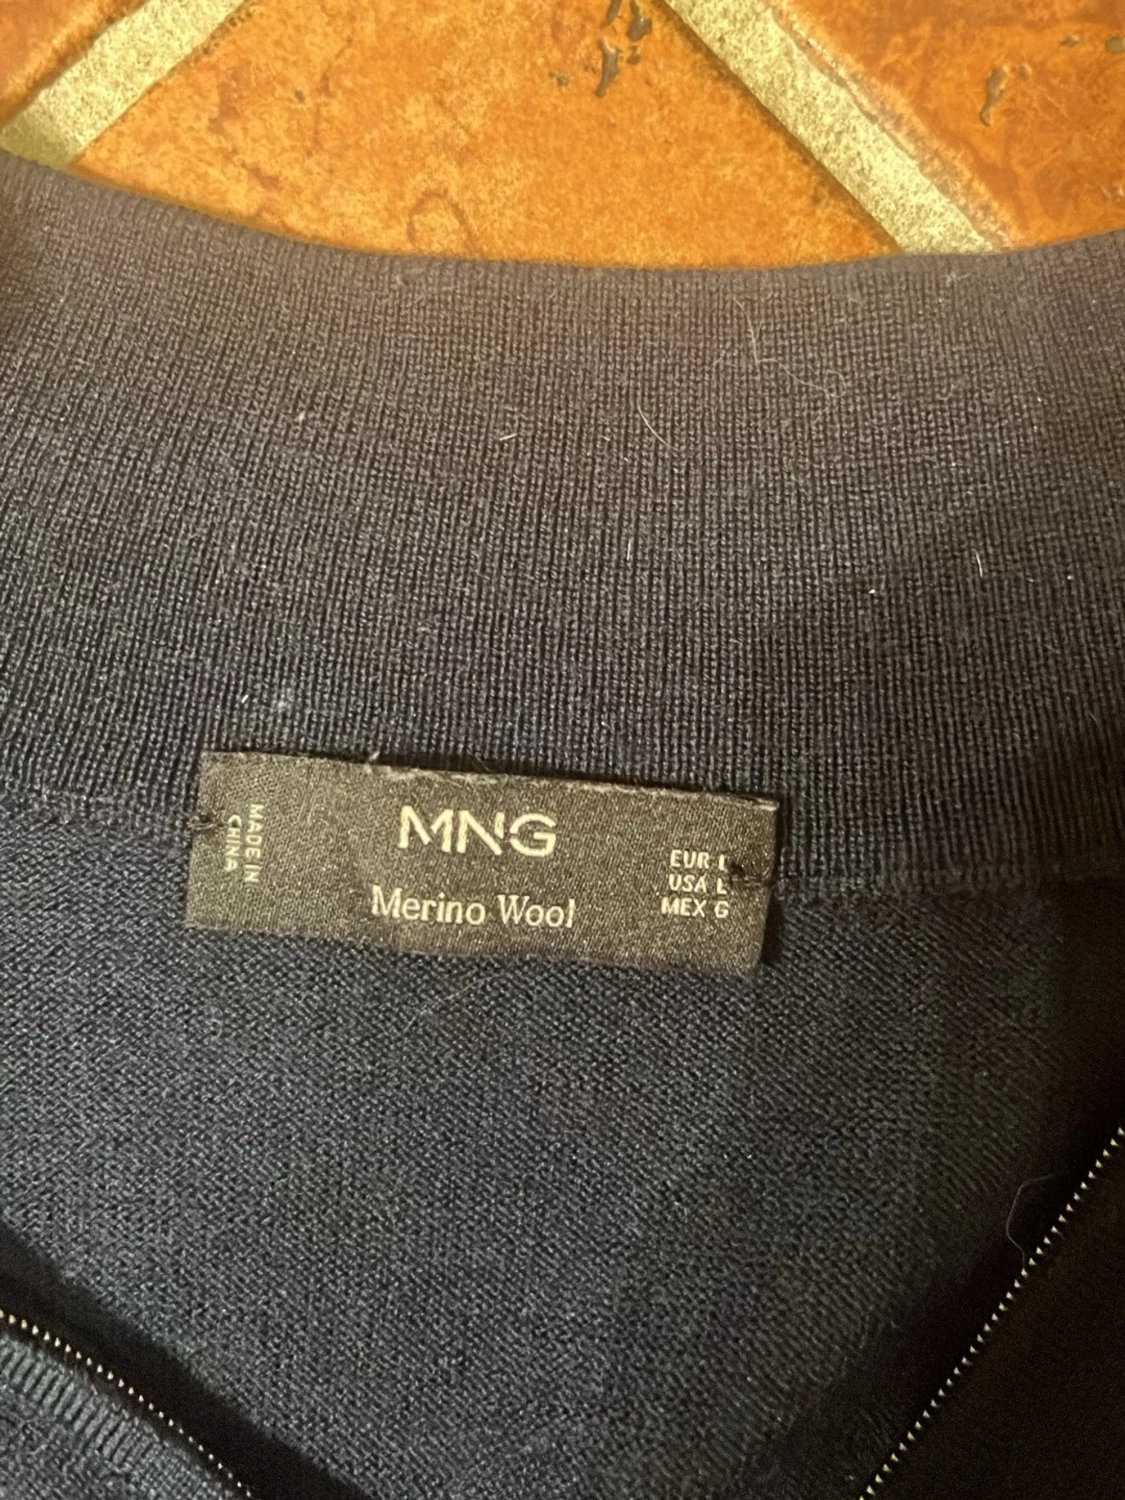 MADE IN
CHINA
MNG
Merino Wool
EUR L
USA L
MEX G